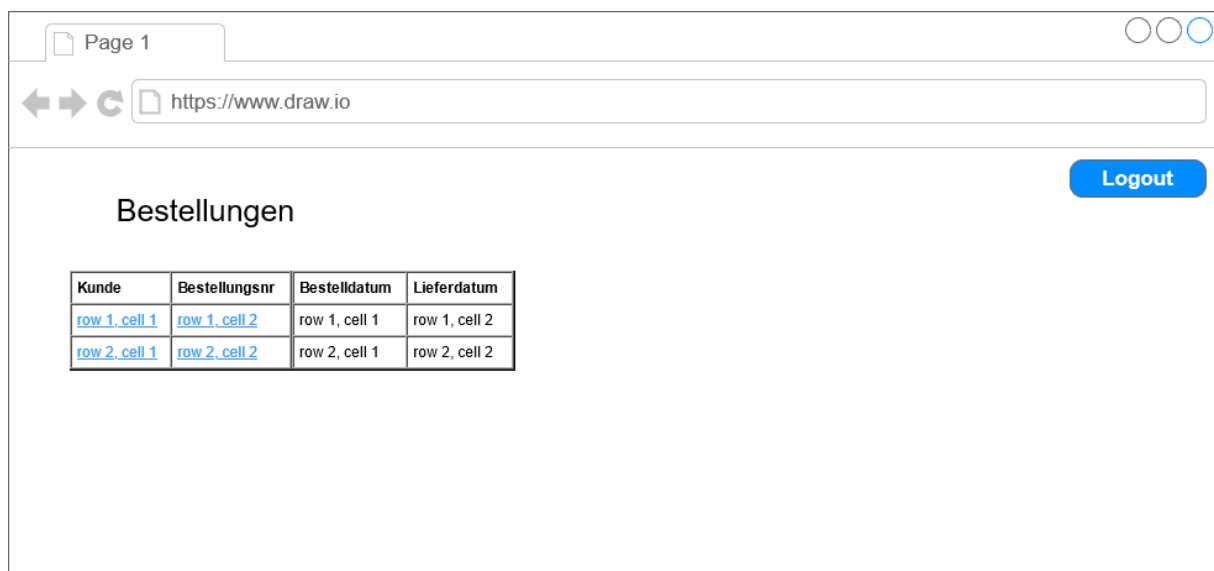 Page 1
https://www.draw.io
Logout
Bestellungen
Kunde Bestellungsnr Bestelldatum Lieferdatum
row 1, cell 1 row 1, cell 2 row 1, cell 1 row 1, cell 2
row 2, cell 1 row 2, cell 2 row 2, cell 1 row 2, cell 2